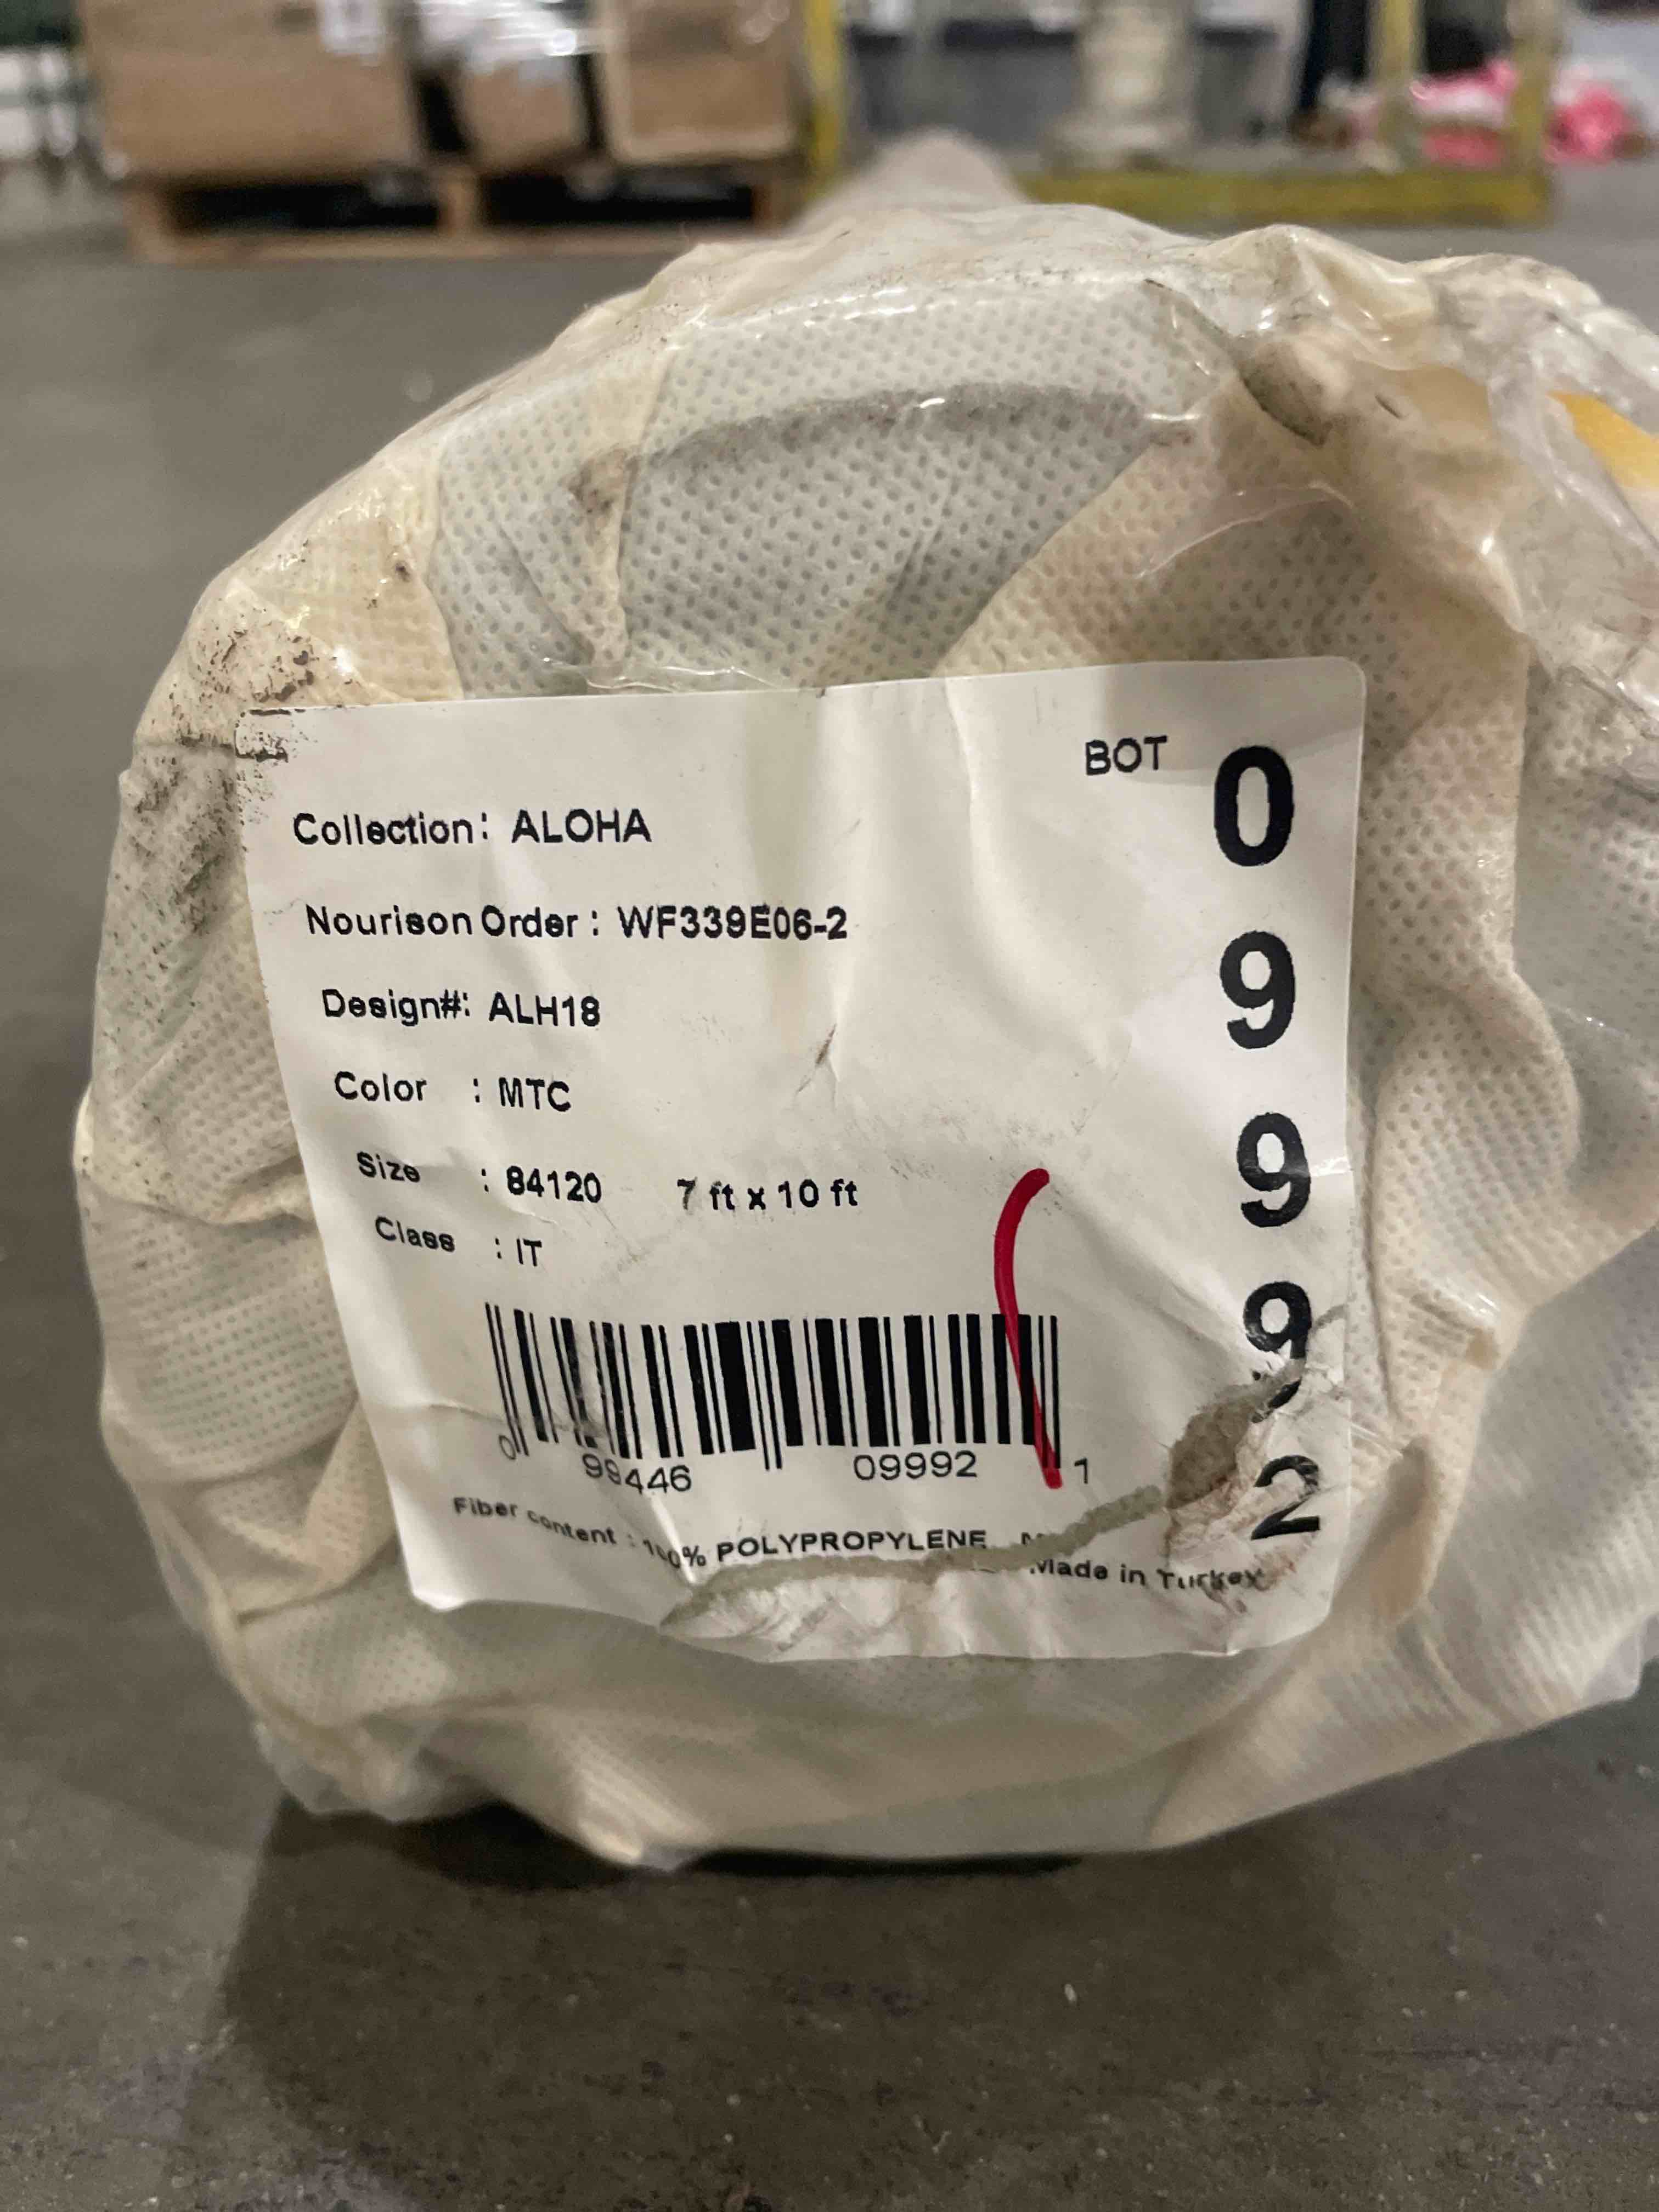 BOT
Collection: ALOHA
Nourison Order : WF339E06-2
Design#: ALH18
Color : MTC
Size : 84120 7 ft x 10 ft
Class : IT
0 99446 09992 1
Fiber content : 100% POLYPROPYLENE
Made in Turkey
0
9
9
9
2